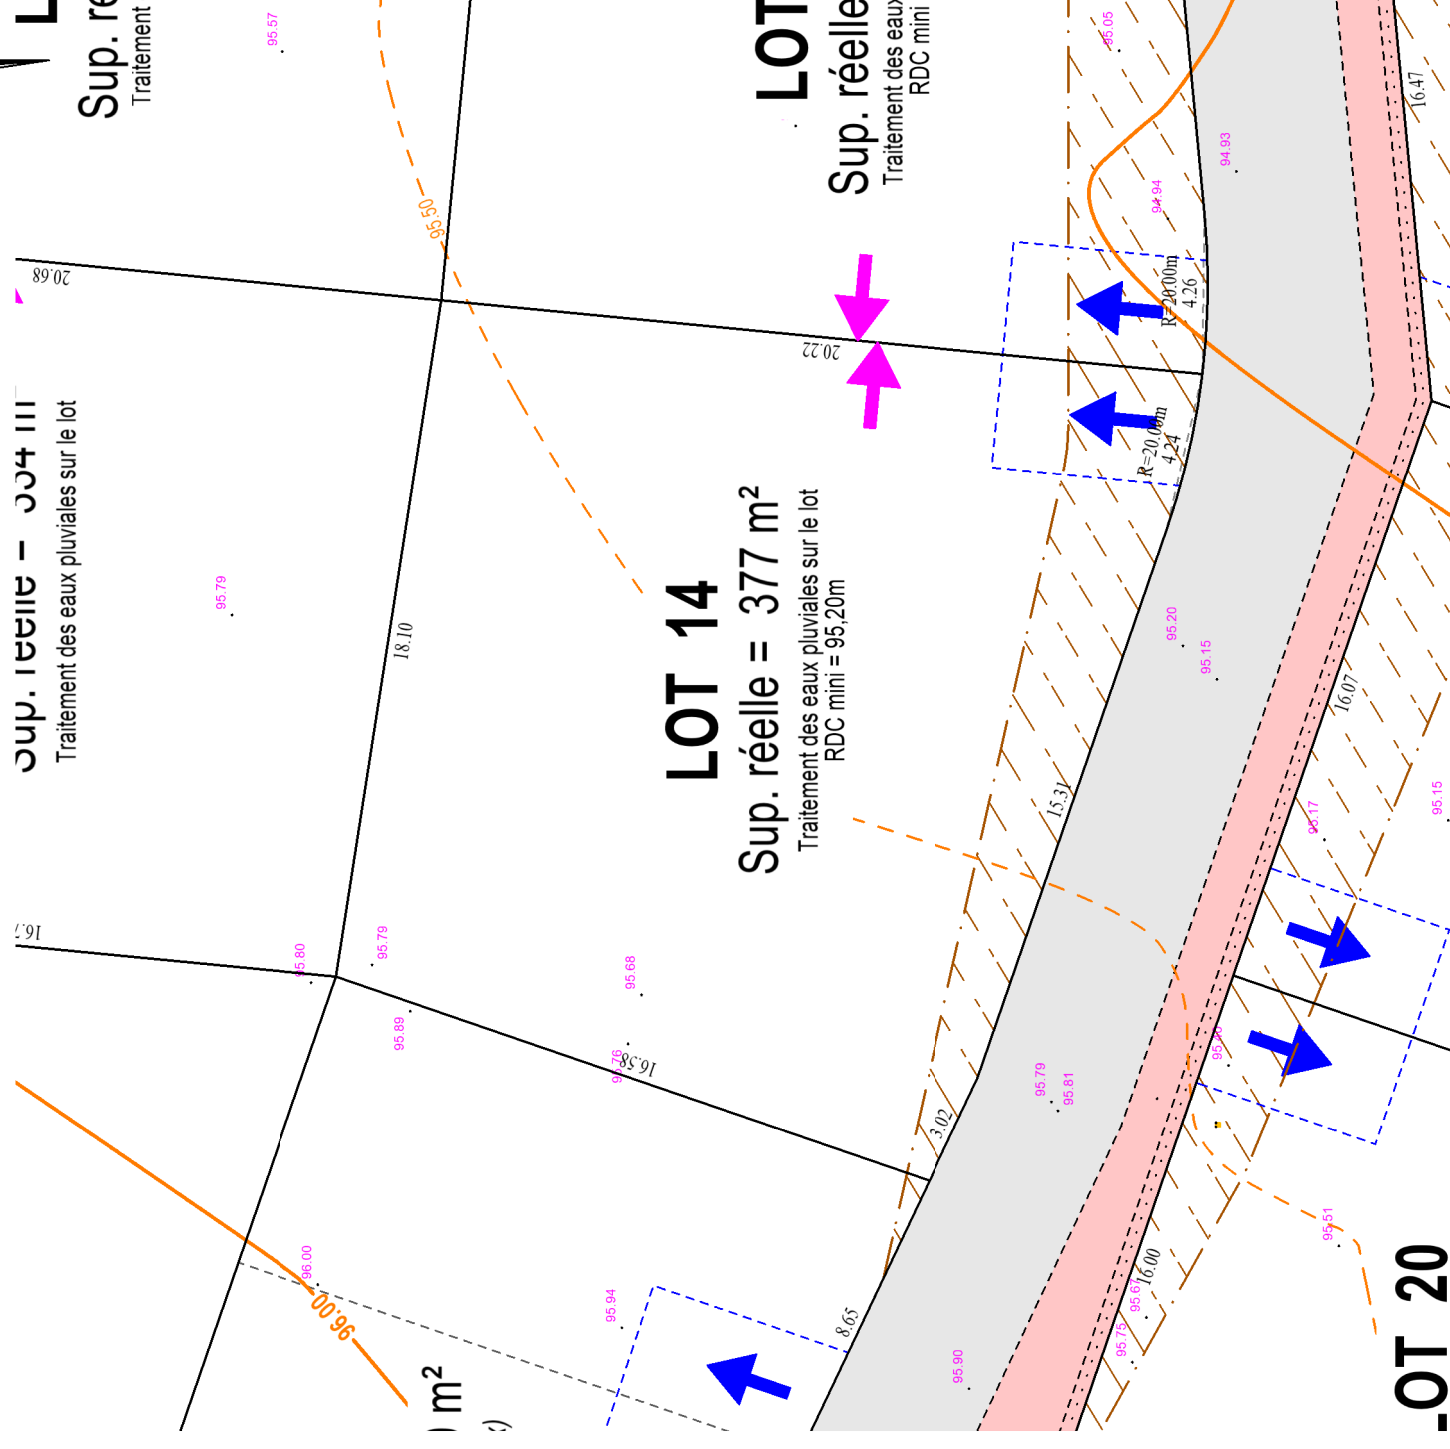 95.57
Sup. ré
Traitement
LOT
Sup. réelle
Traitement des eaux
RDC mini
95.05
16.47
94.93
94.94
95.50
20.68
20.22
R=20.00m
4.26
R=20.00m
4.24
Traitement des eaux pluviales sur le lot
95.79
18.10
LOT 14
Sup. réelle = 377 m²
Traitement des eaux pluviales sur le lot
RDC mini = 95,20m
95.20
95.15
16.07
15.31
95.17
95.15
95.80
95.79
95.89
95.68
95.76
16.58
95.79
95.81
3.02
96.00
96.00
95.94
8.65
95.90
95.51
95.67
16.00
95.75
m²
LOT 20